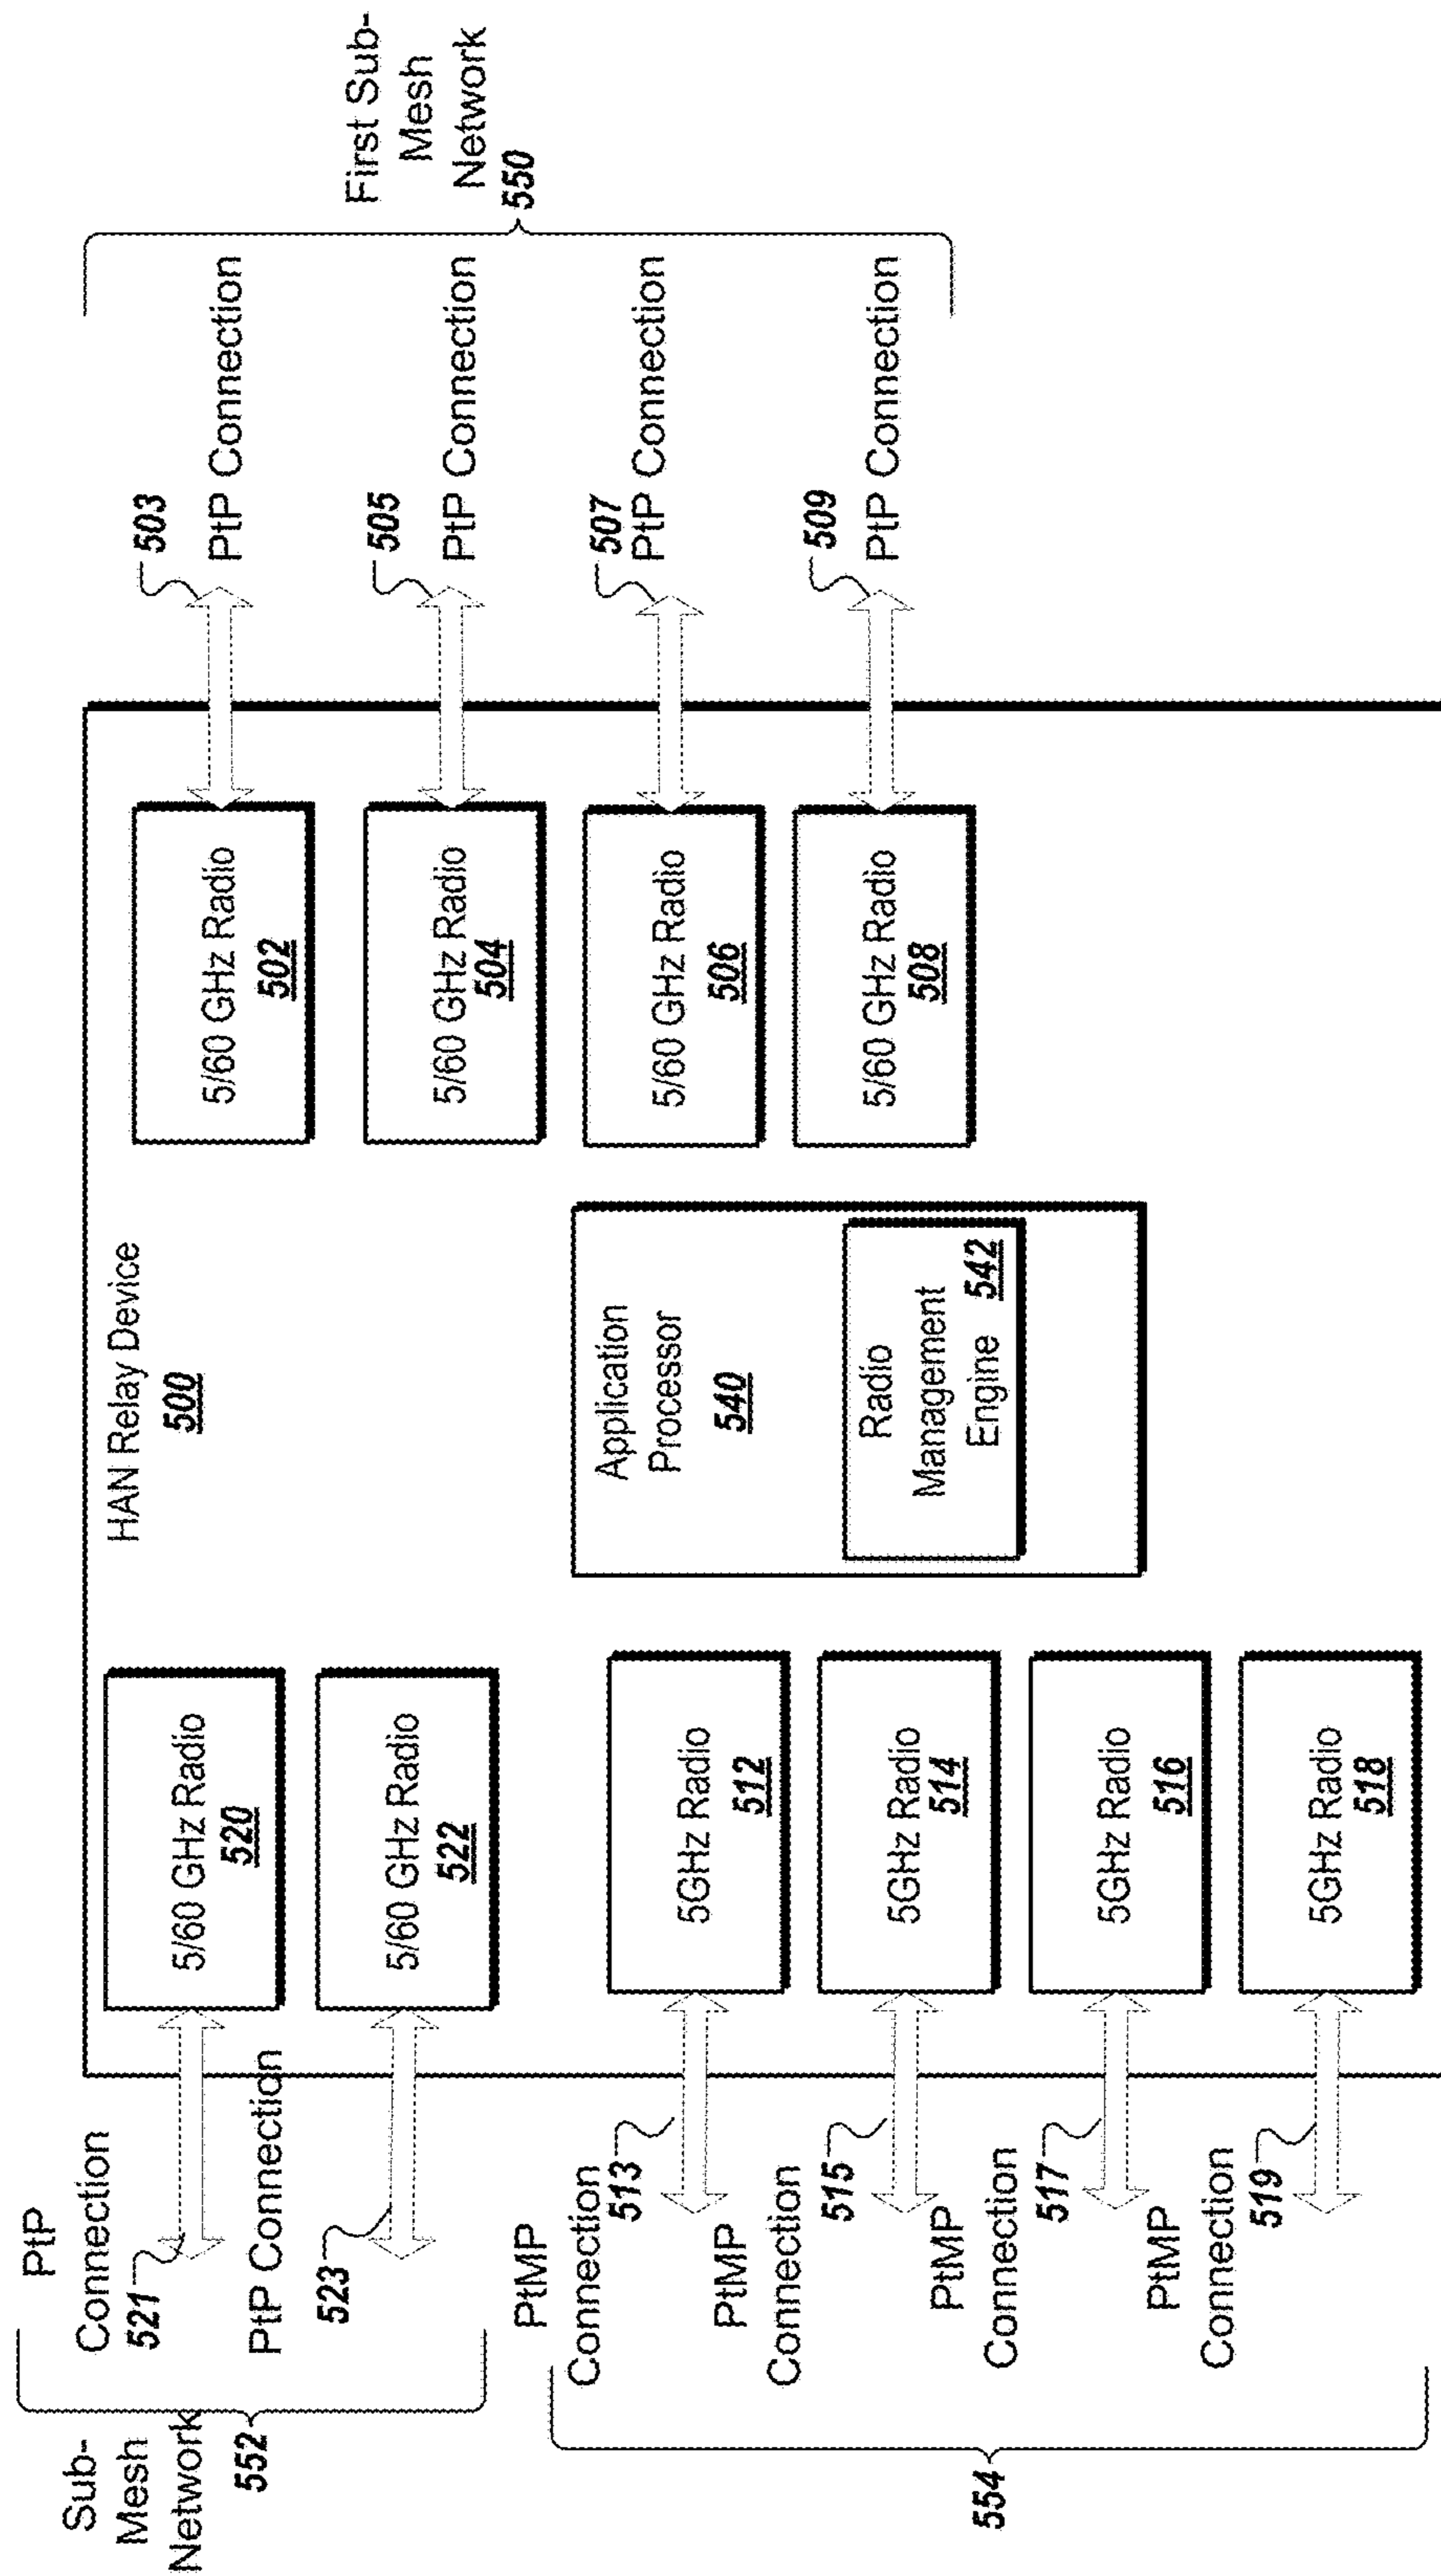 HAN Relay Device
500
PtP
Connection
521
5/60 GHz Radio
520
PtP Connection
523
5/60 GHz Radio
522
Sub-
Mesh
Network
552
PtMP
Connection
513
5GHz Radio
512
PtMP
Connection
515
5GHz Radio
514
PtMP
Connection
517
5GHz Radio
516
PtMP
Connection
519
5GHz Radio
518
554
Application
Processor
540
Radio
Management
Engine 542
5/60 GHz Radio
502
503
PtP Connection
5/60 GHz Radio
504
505
PtP Connection
5/60 GHz Radio
506
507
PtP Connection
5/60 GHz Radio
508
509
PtP Connection
First Sub-
Mesh
Network
550